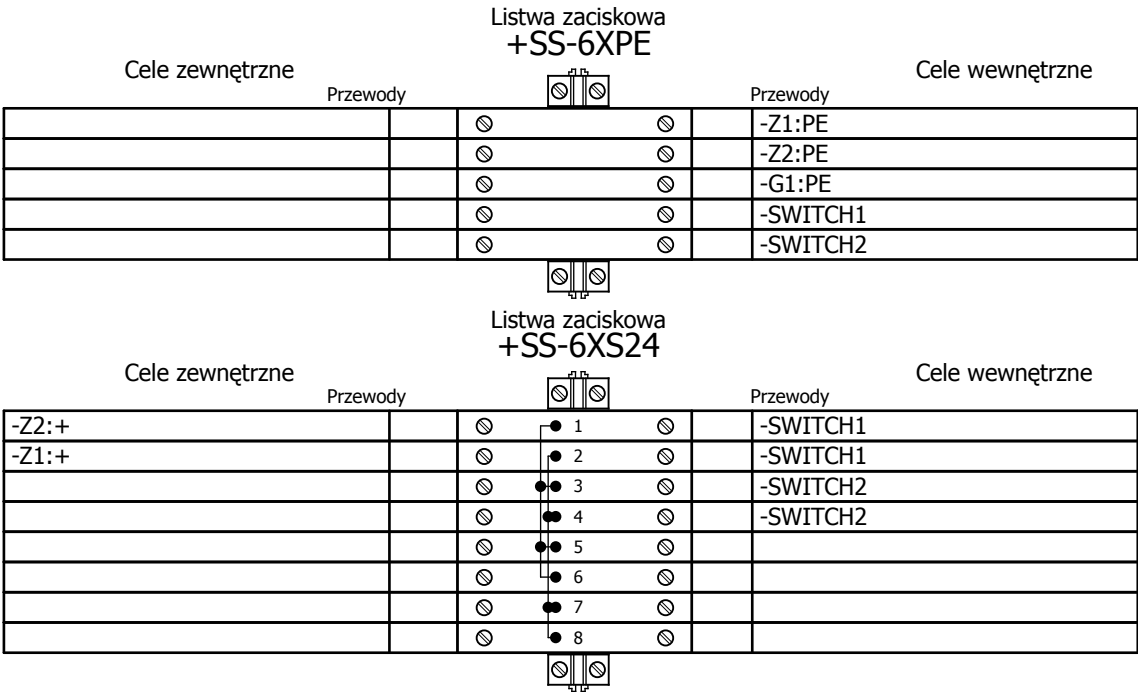 Listwa zaciskowa
+SS-6XPE
Cele zewnętrzne
Cele wewnętrzne
Przewody
Przewody
-Z1:PE
-Z2:PE
-G1:PE
-SWITCH1
-SWITCH2
Listwa zaciskowa
+SS-6XS24
Cele zewnętrzne
Cele wewnętrzne
Przewody
Przewody
-Z2:+ 1 -SWITCH1
-Z1:+ 2 -SWITCH1
3 -SWITCH2
4 -SWITCH2
5
6
7
8